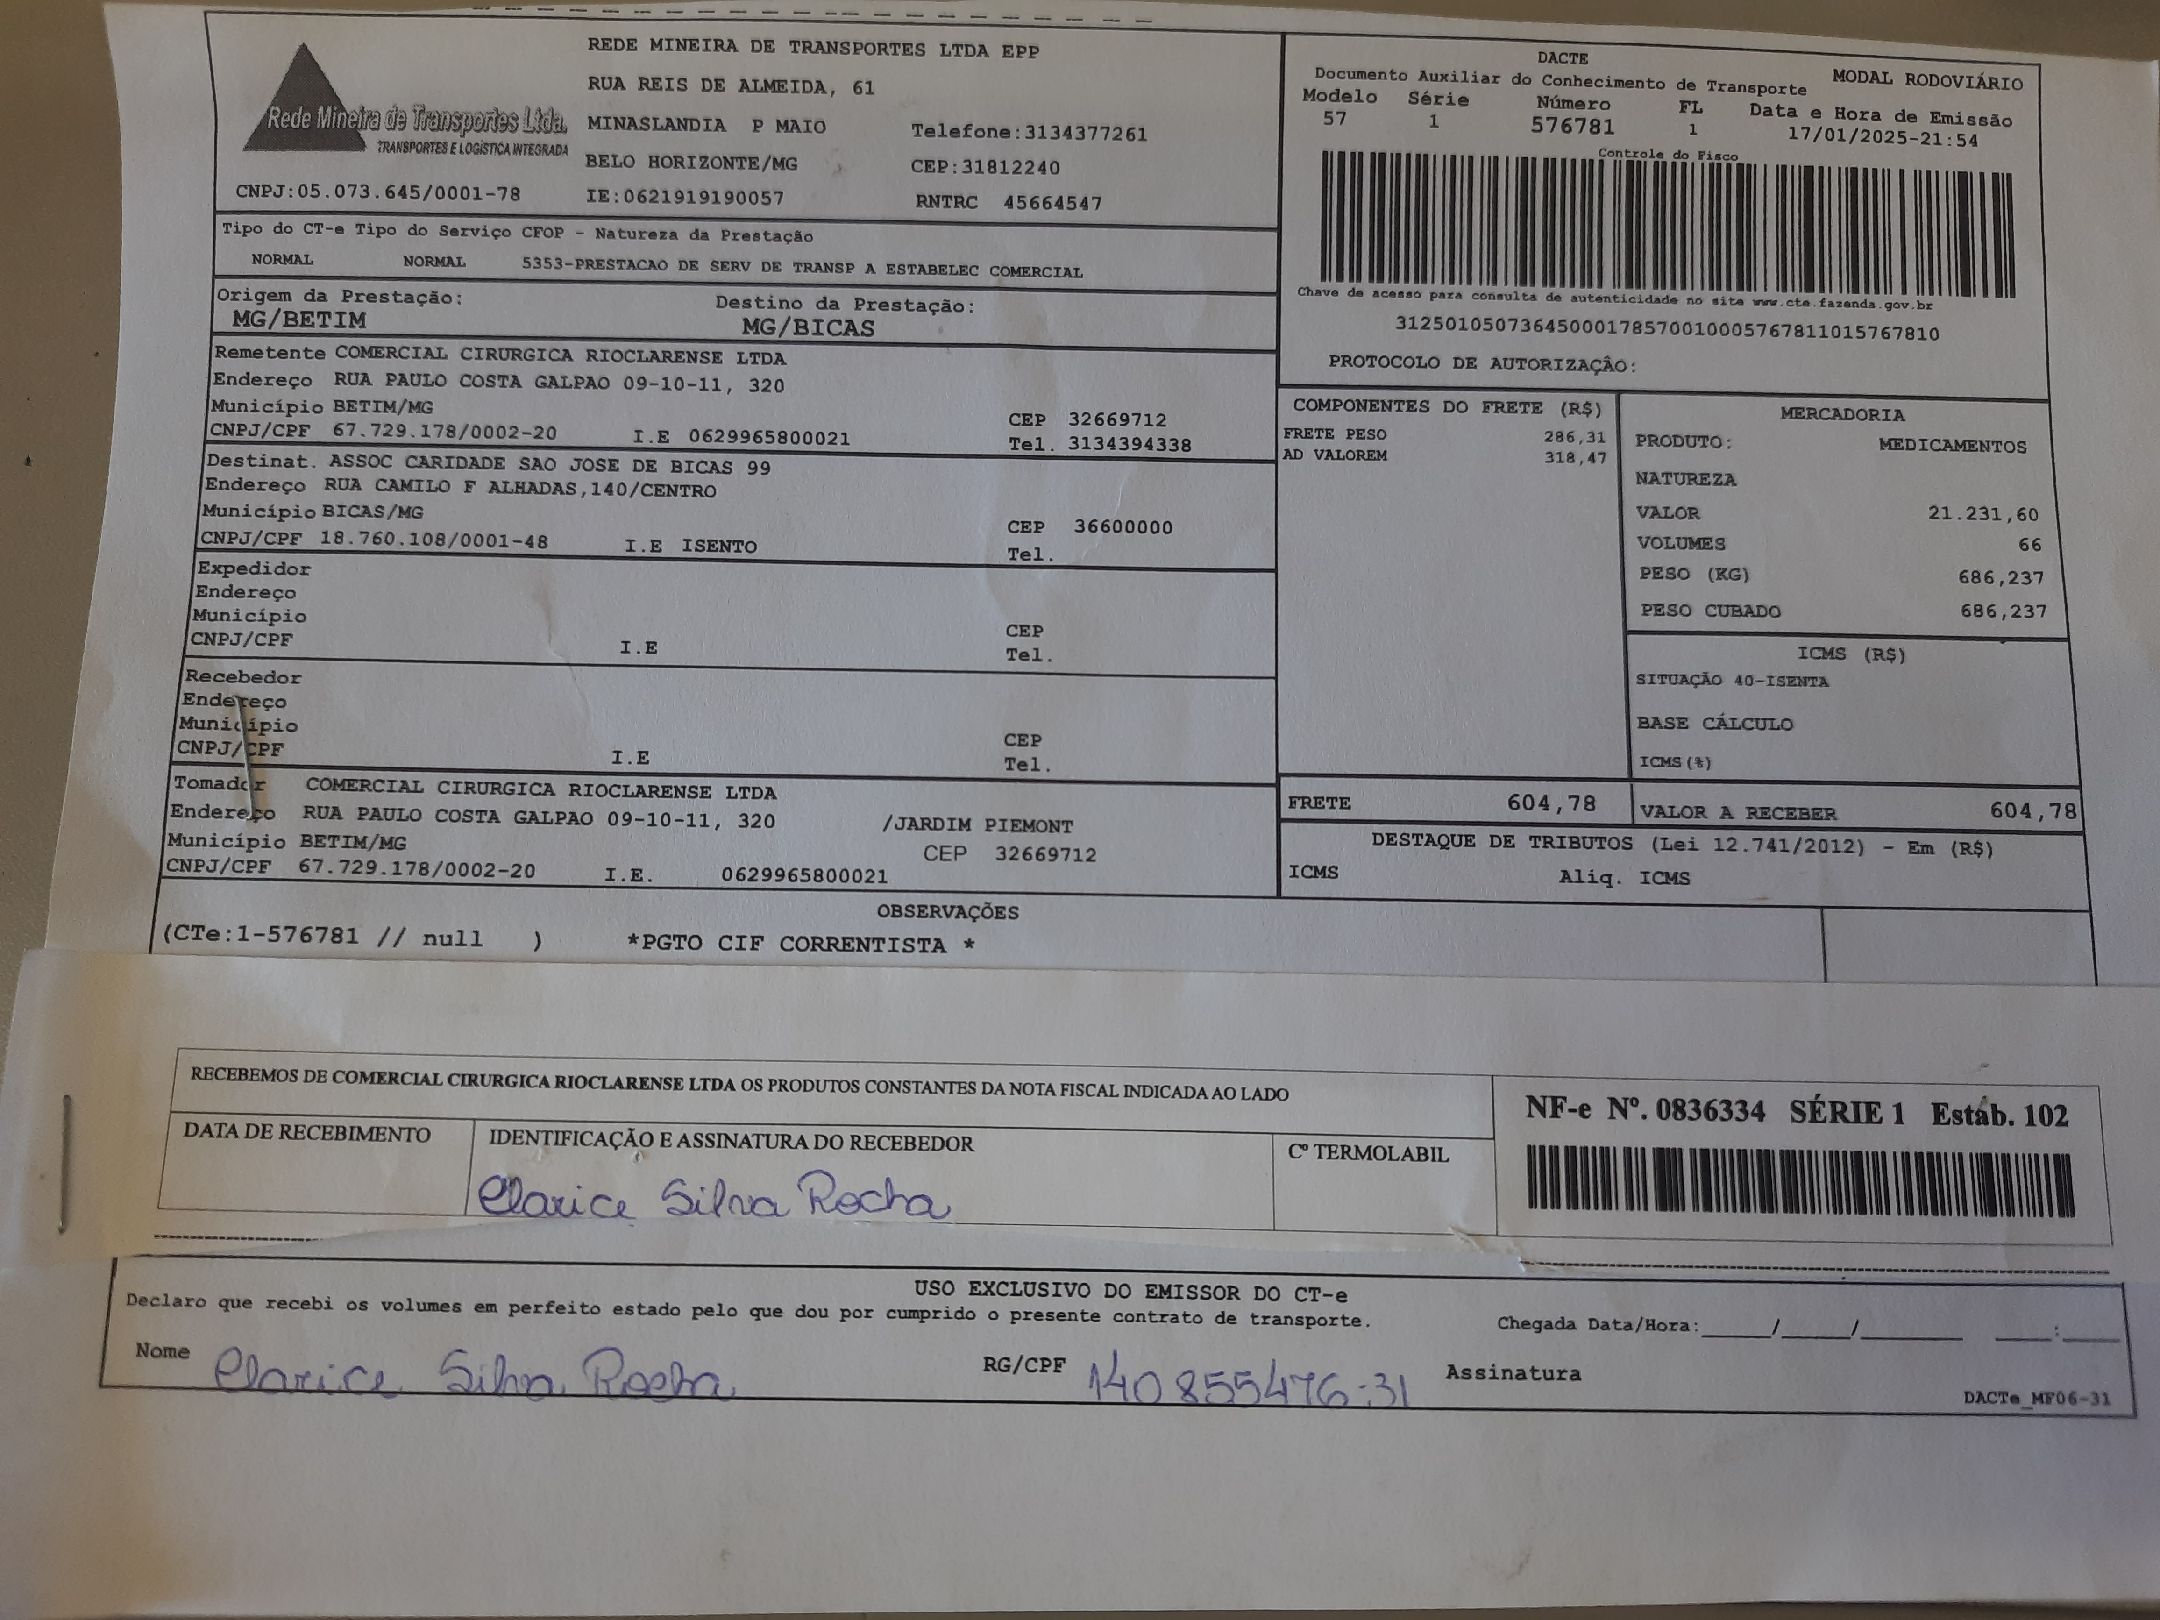 Rede Mineira de Transportes Ltda.
TRANSPORTES E LOGÍSTICA INTEGRADA
REDE MINEIRA DE TRANSPORTES LTDA EPP
RUA REIS DE ALMEIDA, 61
MINASLANDIA P MAIO Telefone:3134377261
BELO HORIZONTE/MG CEP:31812240
CNPJ:05.073.645/0001-78 IE:0621919190057 RNTRC 45664547
DACTE
Documento Auxiliar do Conhecimento de Transporte MODAL RODOVIÁRIO
Modelo Série Número FL Data e Hora de Emissão
57 1 576781 1 17/01/2025-21:54
Controle do Fisco
Chave de acesso para consulta de autenticidade no site www.cte.fazenda.gov.br
31250105073645000178570010005767811015767810
PROTOCOLO DE AUTORIZAÇÃO:
Tipo do CT-e Tipo do Serviço CFOP - Natureza da Prestação
NORMAL NORMAL 5353-PRESTACAO DE SERV DE TRANSP A ESTABELEC COMERCIAL
Origem da Prestação: Destino da Prestação:
MG/BETIM MG/BICAS
Remetente COMERCIAL CIRURGICA RIOCLARENSE LTDA
Endereço RUA PAULO COSTA GALPAO 09-10-11, 320
Município BETIM/MG CEP 32669712
CNPJ/CPF 67.729.178/0002-20 I.E 0629965800021 Tel. 3134394338
Destinat. ASSOC CARIDADE SAO JOSE DE BICAS 99
Endereço RUA CAMILO F ALHADAS,140/CENTRO
Município BICAS/MG CEP 36600000
CNPJ/CPF 18.760.108/0001-48 I.E ISENTO Tel.
Expedidor
Endereço
Município CEP
CNPJ/CPF I.E Tel.
Recebedor
Endereço
Município CEP
CNPJ/CPF I.E Tel.
Tomador COMERCIAL CIRURGICA RIOCLARENSE LTDA
Endereço RUA PAULO COSTA GALPAO 09-10-11, 320 /JARDIM PIEMONT
Município BETIM/MG CEP 32669712
CNPJ/CPF 67.729.178/0002-20 I.E. 0629965800021
COMPONENTES DO FRETE (R$)
FRETE PESO 286,31
AD VALOREM 318,47
MERCADORIA
PRODUTO: MEDICAMENTOS
NATUREZA
VALOR 21.231,60
VOLUMES 66
PESO (KG) 686,237
PESO CUBADO 686,237
ICMS (R$)
SITUAÇÃO 40-ISENTA
BASE CÁLCULO
ICMS(%)
FRETE 604,78 VALOR A RECEBER 604,78
DESTAQUE DE TRIBUTOS (Lei 12.741/2012) - Em (R$)
ICMS Aliq. ICMS
OBSERVAÇÕES
(CTe:1-576781 // null ) *PGTO CIF CORRENTISTA *
RECEBEMOS DE COMERCIAL CIRURGICA RIOCLARENSE LTDA OS PRODUTOS CONSTANTES DA NOTA FISCAL INDICADA AO LADO
NF-e Nº. 0836334 SÉRIE 1 Estab. 102
DATA DE RECEBIMENTO IDENTIFICAÇÃO E ASSINATURA DO RECEBEDOR Cº TERMOLABIL
Clarice Silva Rocha
USO EXCLUSIVO DO EMISSOR DO CT-e
Declaro que recebi os volumes em perfeito estado pelo que dou por cumprido o presente contrato de transporte. Chegada Data/Hora:_____/_____/_______ ____:____
Nome Clarice Silva Rocha RG/CPF 140855476-31 Assinatura
DACTe_MF06-31